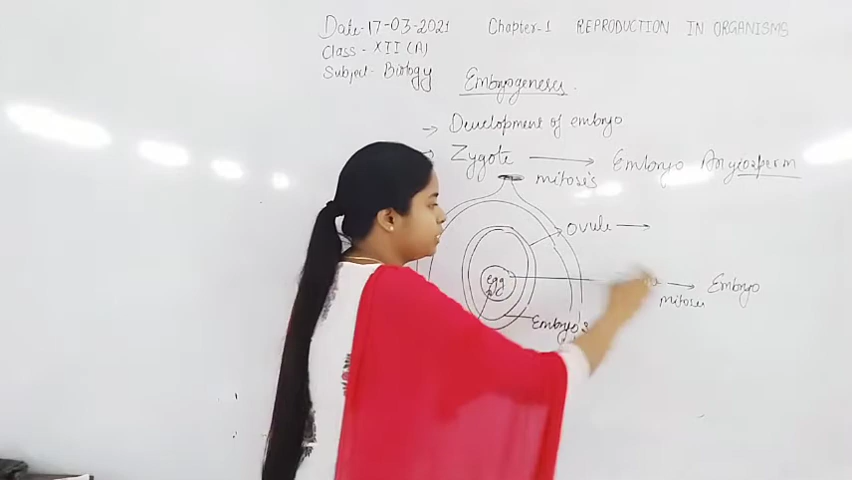 Date-17-03-2021 Chapter-1 REPRODUCTION IN ORGANISMS
Class - XII (A)
Subject- Biology
Embryogenesis.
→ Development of embryo
Zygote → Embryo Angiosperm
mitosis
ovule →
egg
→ Embryo
mitosis